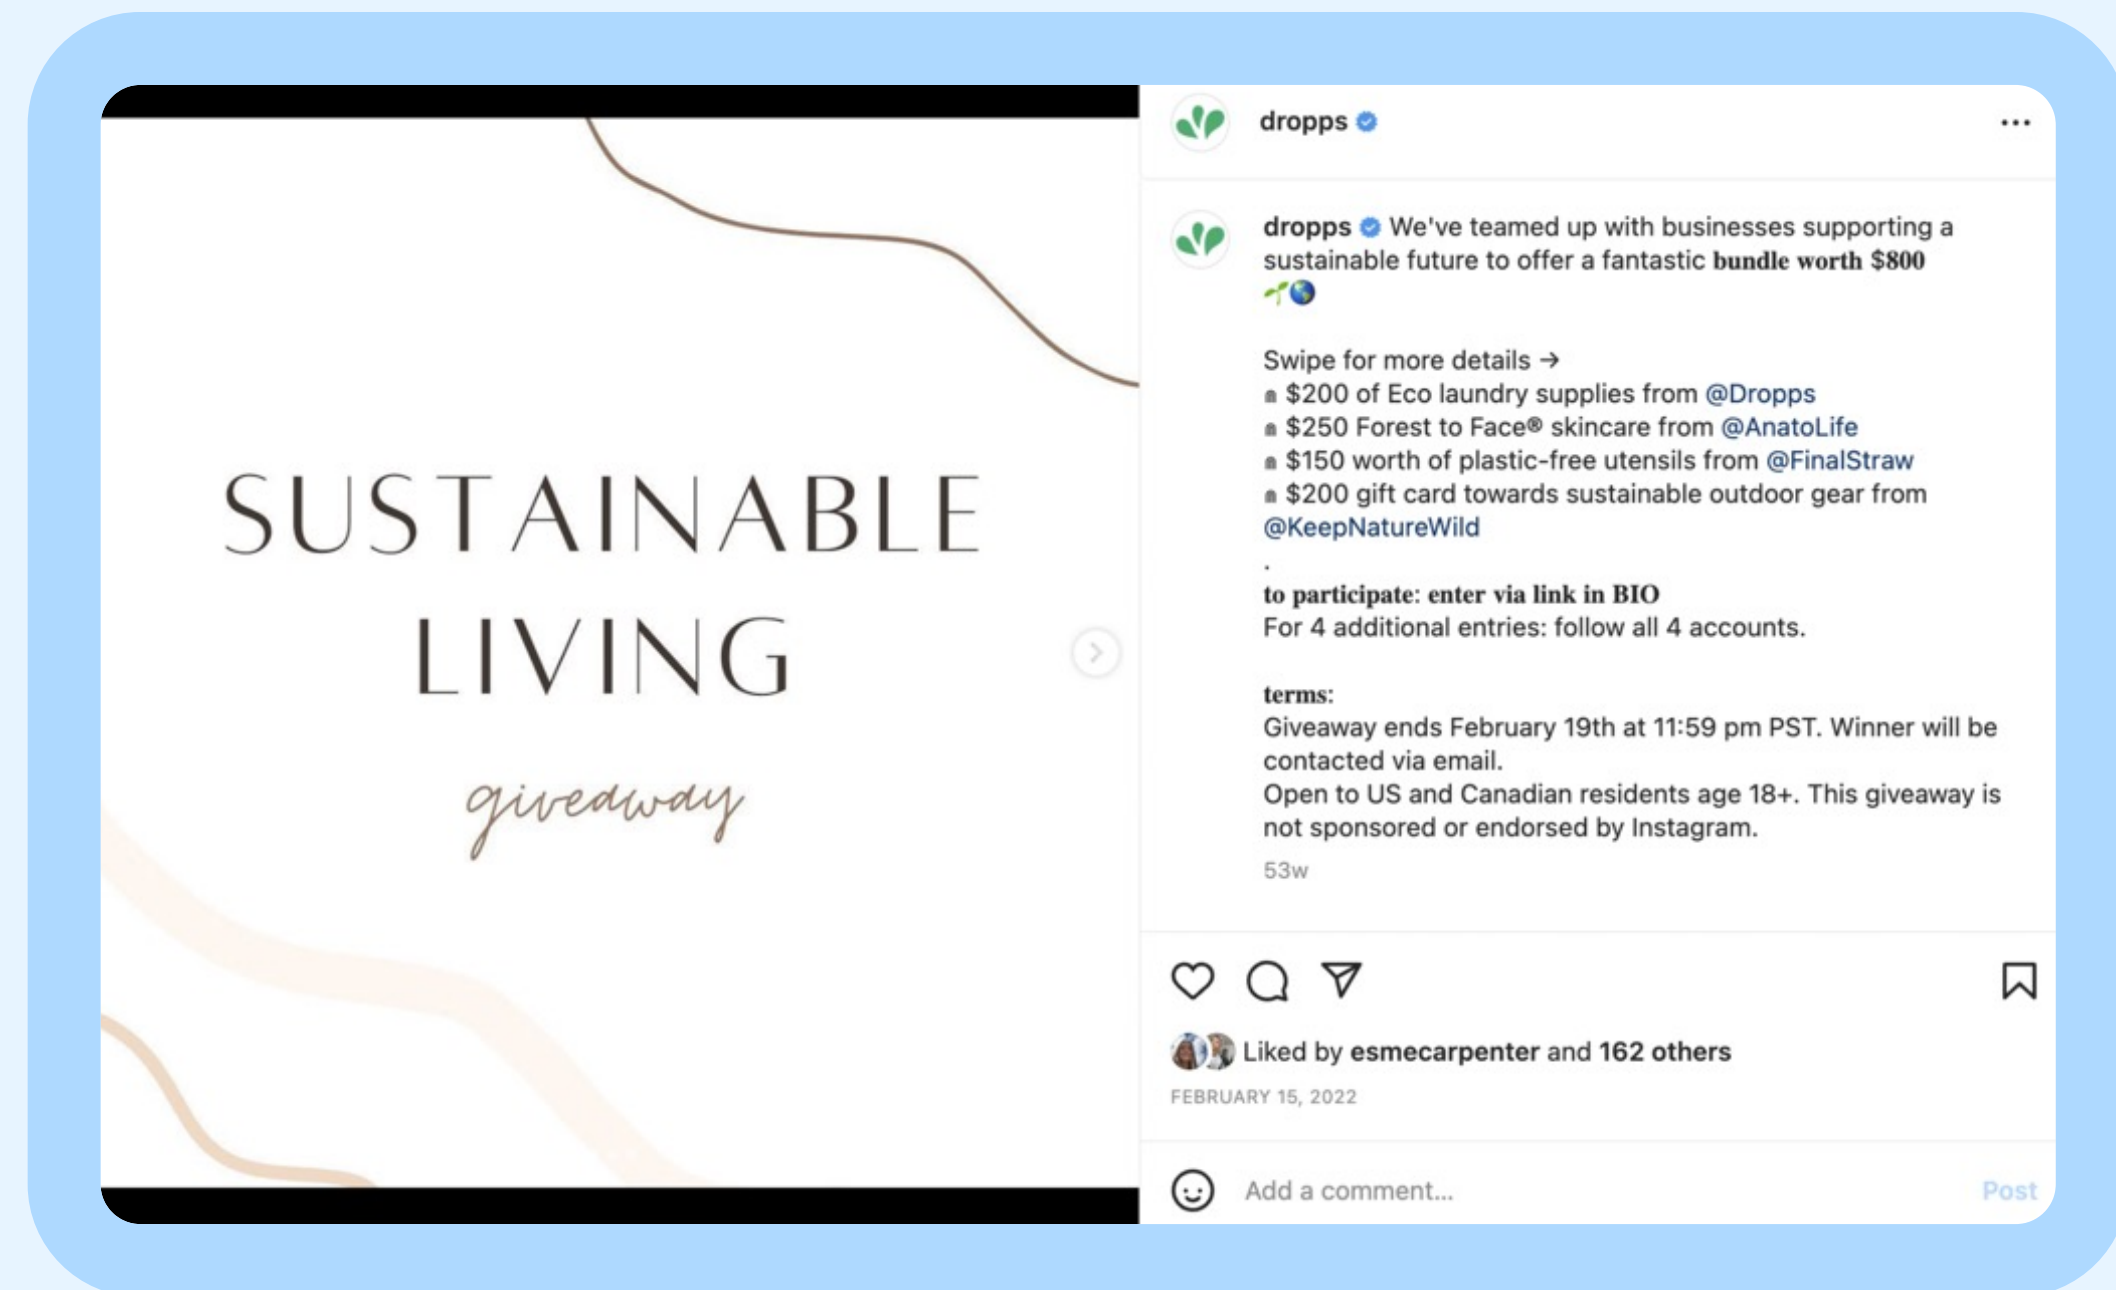 SUSTAINABLE
LIVING
giveaway
dropps
dropps We've teamed up with businesses supporting a
sustainable future to offer a fantastic bundle worth $800
🌱🌎
Swipe for more details →
$200 of Eco laundry supplies from @Dropps
$250 Forest to Face® skincare from @AnatoLife
$150 worth of plastic-free utensils from @FinalStraw
$200 gift card towards sustainable outdoor gear from
@KeepNatureWild
.
to participate: enter via link in BIO
For 4 additional entries: follow all 4 accounts.
terms:
Giveaway ends February 19th at 11:59 pm PST. Winner will be
contacted via email.
Open to US and Canadian residents age 18+. This giveaway is
not sponsored or endorsed by Instagram.
53w
Liked by esmecarpenter and 162 others
FEBRUARY 15, 2022
Add a comment...
Post